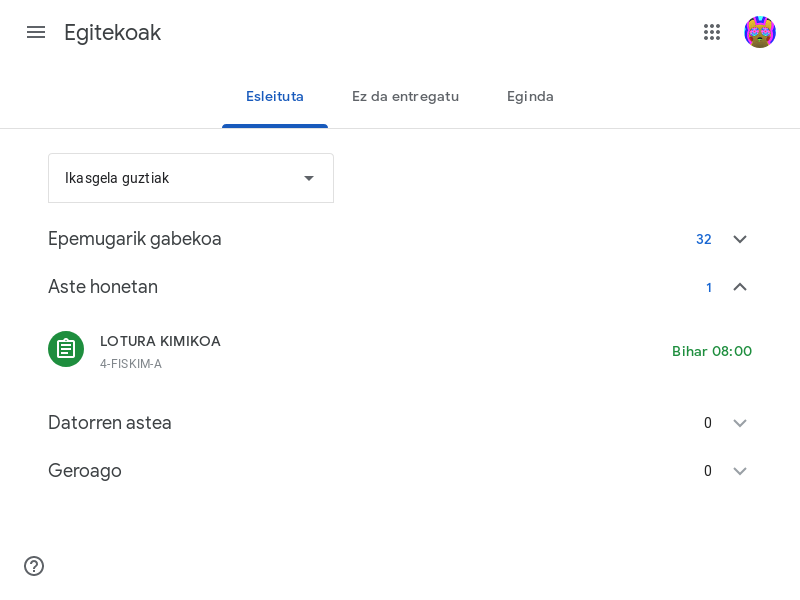 Egitekoak
Esleituta
Ez da entregatu
Eginda
Ikasgela guztiak
Epemugarik gabekoa 32
Aste honetan 1
LOTURA KIMIKOA
4-FISKIM-A
Bihar 08:00
Datorren astea 0
Geroago 0